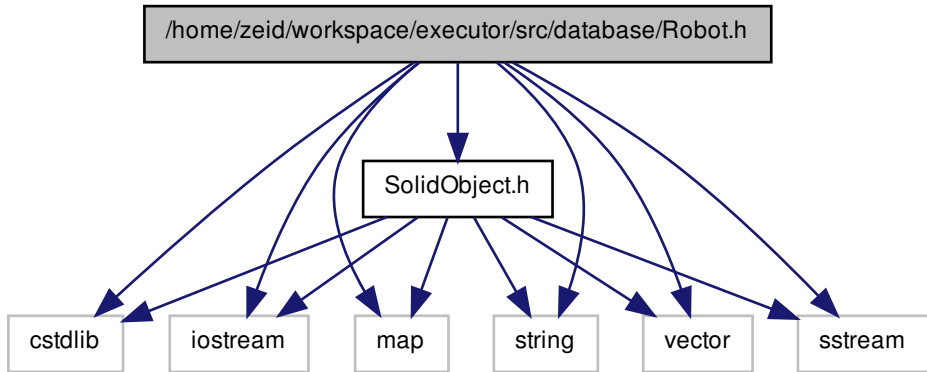 /home/zeid/workspace/executor/src/database/Robot.h
SolidObject.h
cstdlib
iostream
map
string
vector
sstream